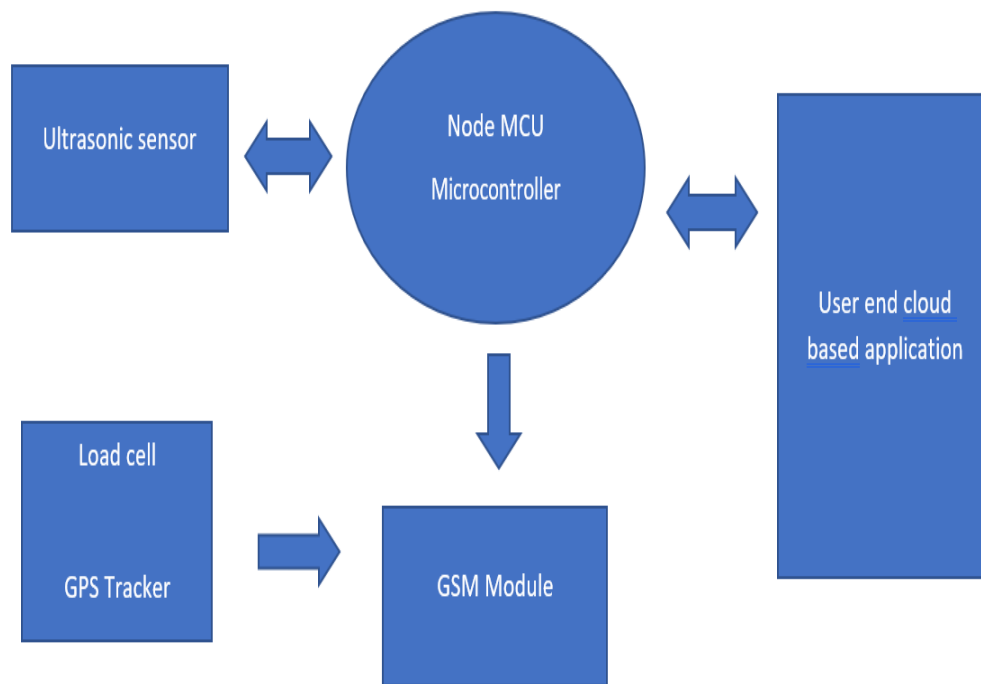 Ultrasonic sensor
Node MCU
Microcontroller
User end cloud
based application
Load cell
GPS Tracker
GSM Module